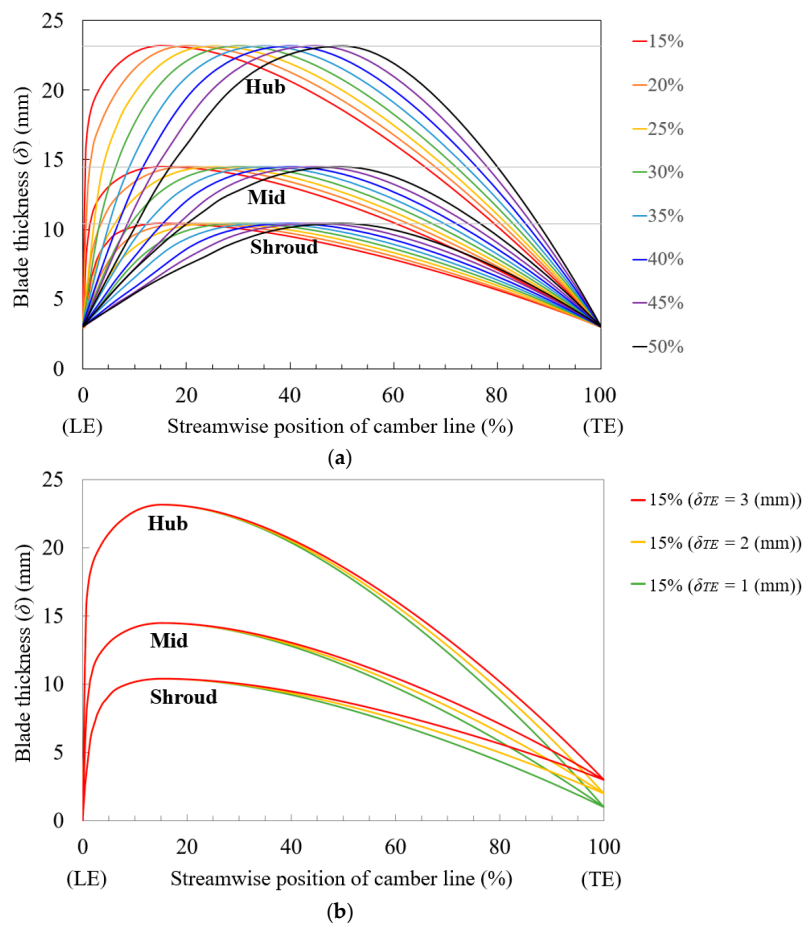 Blade thickness (δ) (mm)
25
20
15
10
5
0
Hub
Mid
Shroud
0
20
40
60
80
100
(LE)
Streamwise position of camber line (%)
(TE)
15%
20%
25%
30%
35%
40%
45%
50%
(a)
Blade thickness (δ) (mm)
25
20
15
10
5
0
Hub
Mid
Shroud
0
20
40
60
80
100
(LE)
Streamwise position of camber line (%)
(TE)
15% (δTE = 3 (mm))
15% (δTE = 2 (mm))
15% (δTE = 1 (mm))
(b)